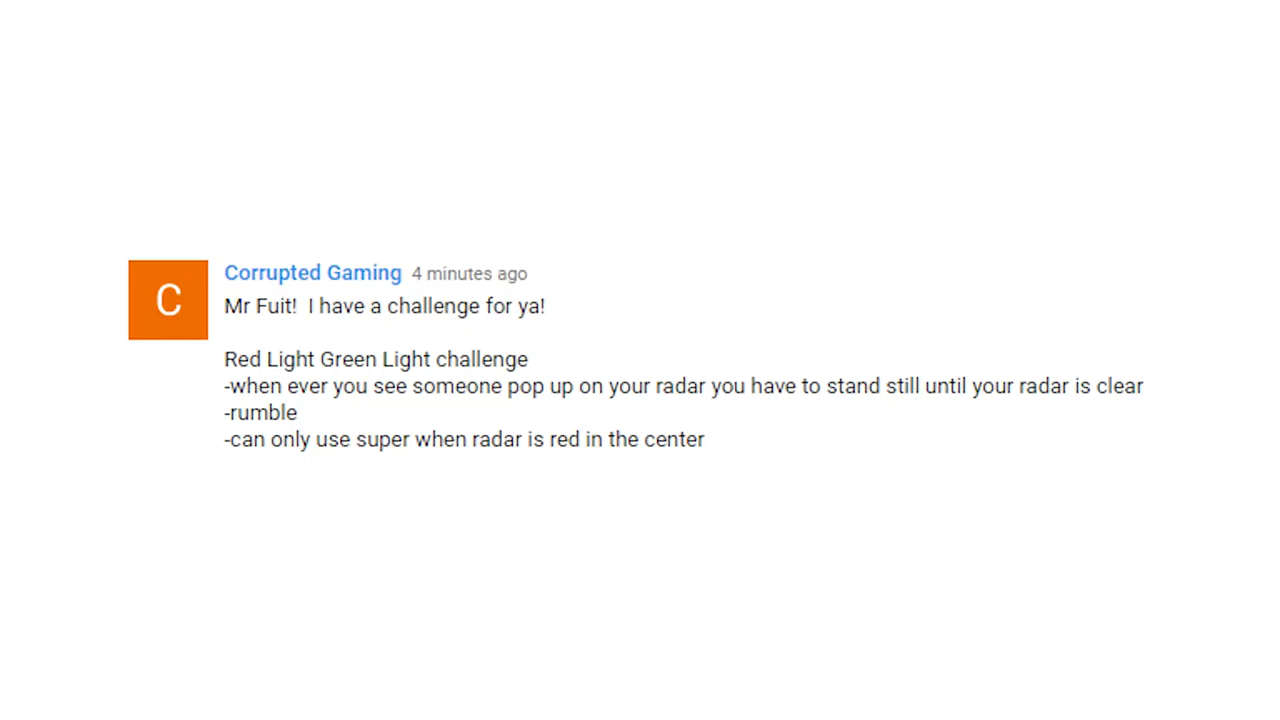 C
Corrupted Gaming 4 minutes ago
Mr Fuit!  I have a challenge for ya!
Red Light Green Light challenge
-when ever you see someone pop up on your radar you have to stand still until your radar is clear
-rumble
-can only use super when radar is red in the center